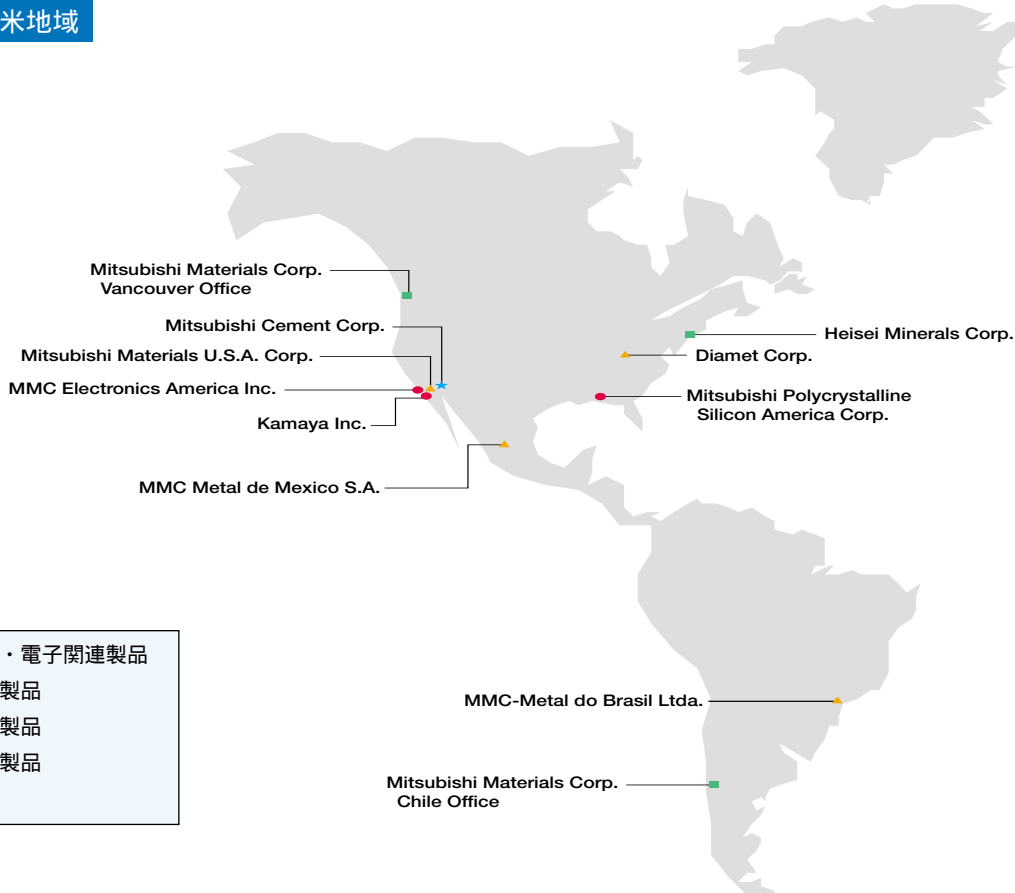 米地域
Mitsubishi Materials Corp.
Vancouver Office
Mitsubishi Cement Corp.
Mitsubishi Materials U.S.A. Corp.
MMC Electronics America Inc.
Kamaya Inc.
MMC Metal de Mexico S.A.
Heisei Minerals Corp.
Diamet Corp.
Mitsubishi Polycrystalline
Silicon America Corp.
・電子関連製品
製品
製品
製品
MMC-Metal do Brasil Ltda.
Mitsubishi Materials Corp.
Chile Office